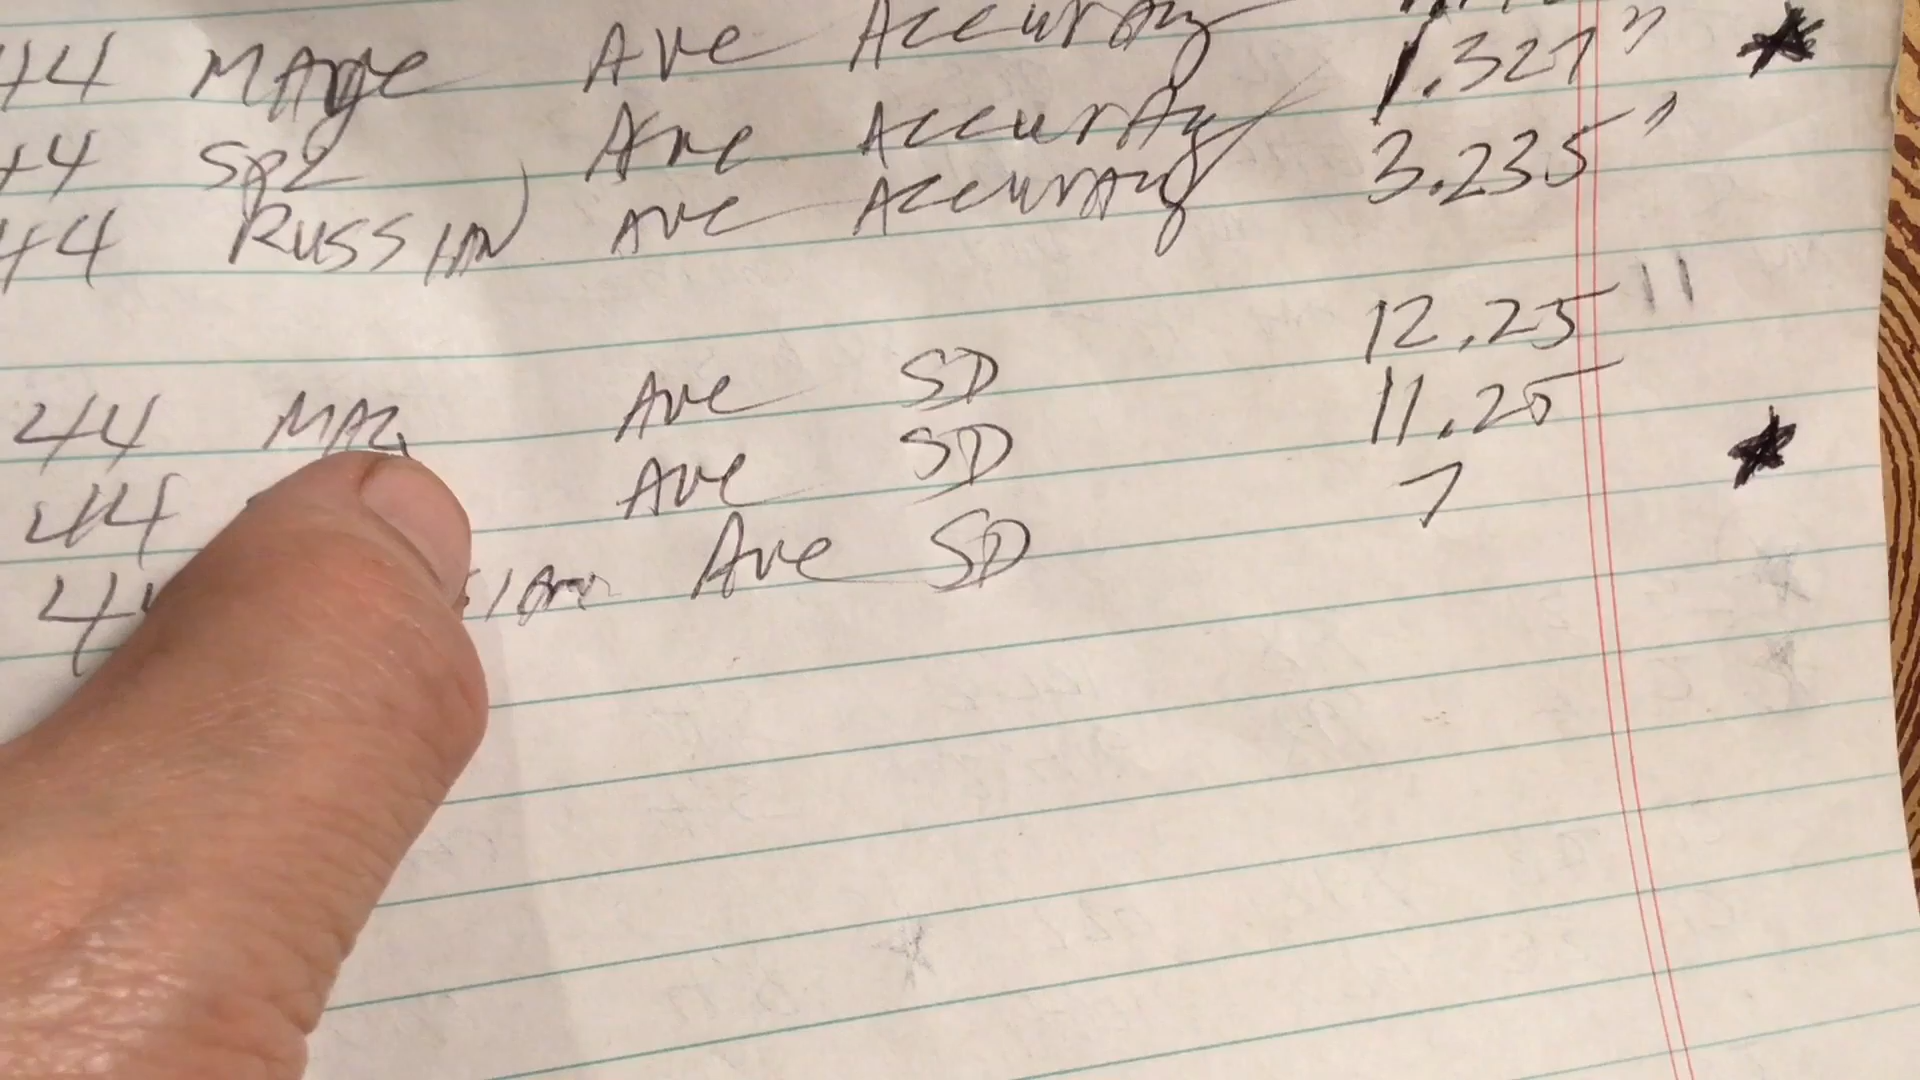 44 MAge Ave Accuracy
44 SPL Ave Accuracy 1.327" ★
44 RUSSIAN Ave Accuracy 3.235"
44 MAG Ave SD 12.25 "
44 Ave SD 11.25
Ave SD 7 ★